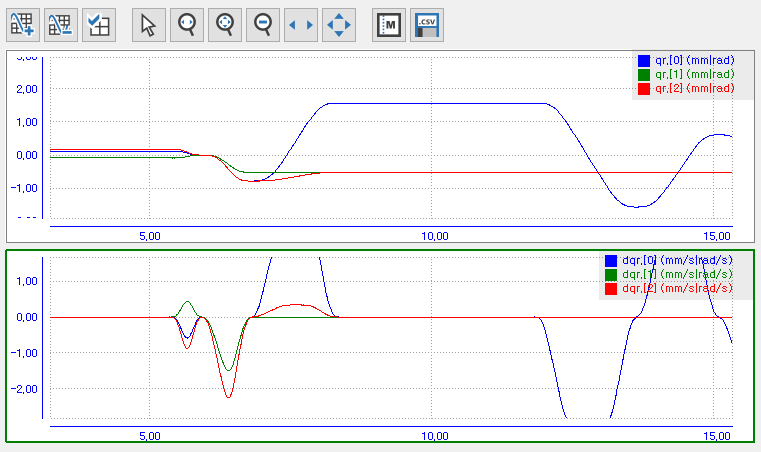 M
.csv
3,00
qr,[0] (mm|rad)
2,00
qr,[1] (mm|rad)
qr,[2] (mm|rad)
1,00
0,00
-1,00
5,00
10,00
15,00
dqr,[0] (mm/s|rad/s)
1,00
dqr,[1] (mm/s|rad/s)
dqr,[2] (mm/s|rad/s)
0,00
-1,00
-2,00
5,00
10,00
15,00